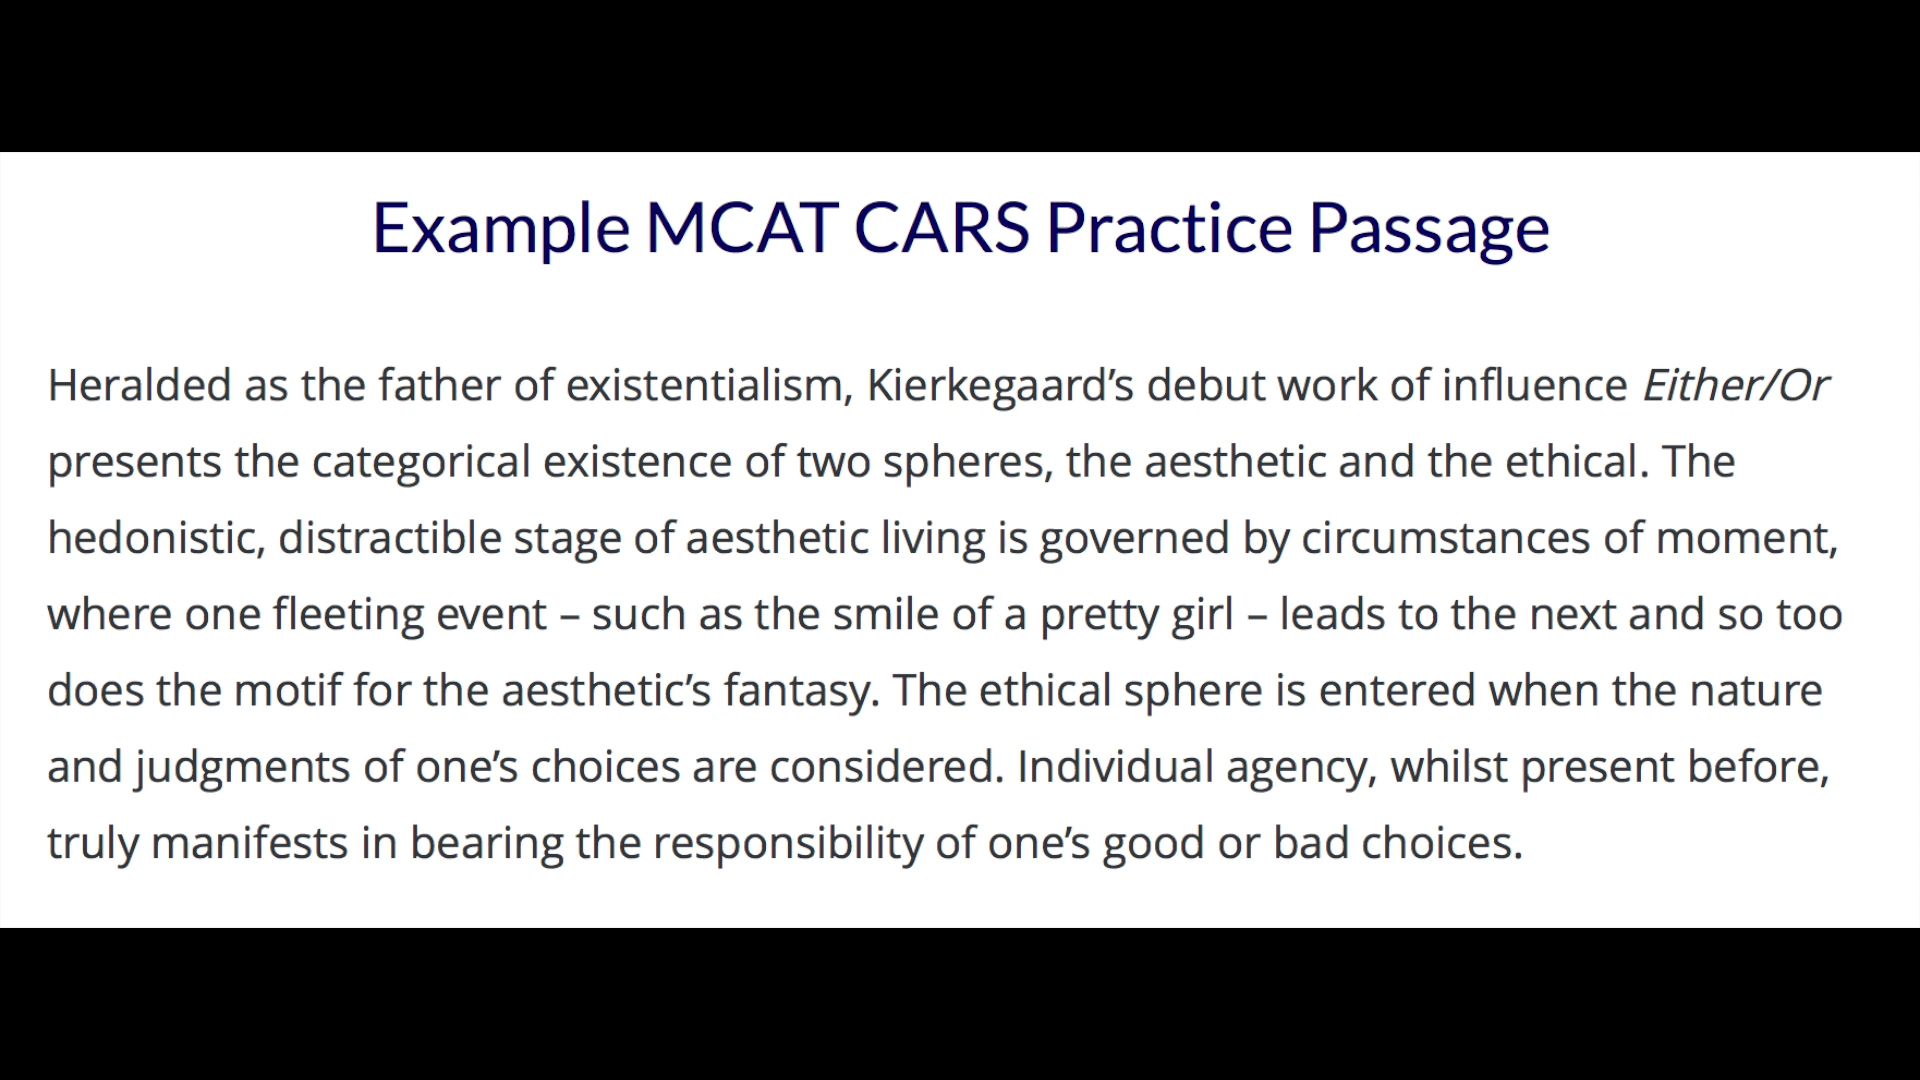 Example MCAT CARS Practice Passage
Heralded as the father of existentialism, Kierkegaard’s debut work of influence Either/Or
presents the categorical existence of two spheres, the aesthetic and the ethical. The
hedonistic, distractible stage of aesthetic living is governed by circumstances of moment,
where one fleeting event – such as the smile of a pretty girl – leads to the next and so too
does the motif for the aesthetic’s fantasy. The ethical sphere is entered when the nature
and judgments of one’s choices are considered. Individual agency, whilst present before,
truly manifests in bearing the responsibility of one’s good or bad choices.